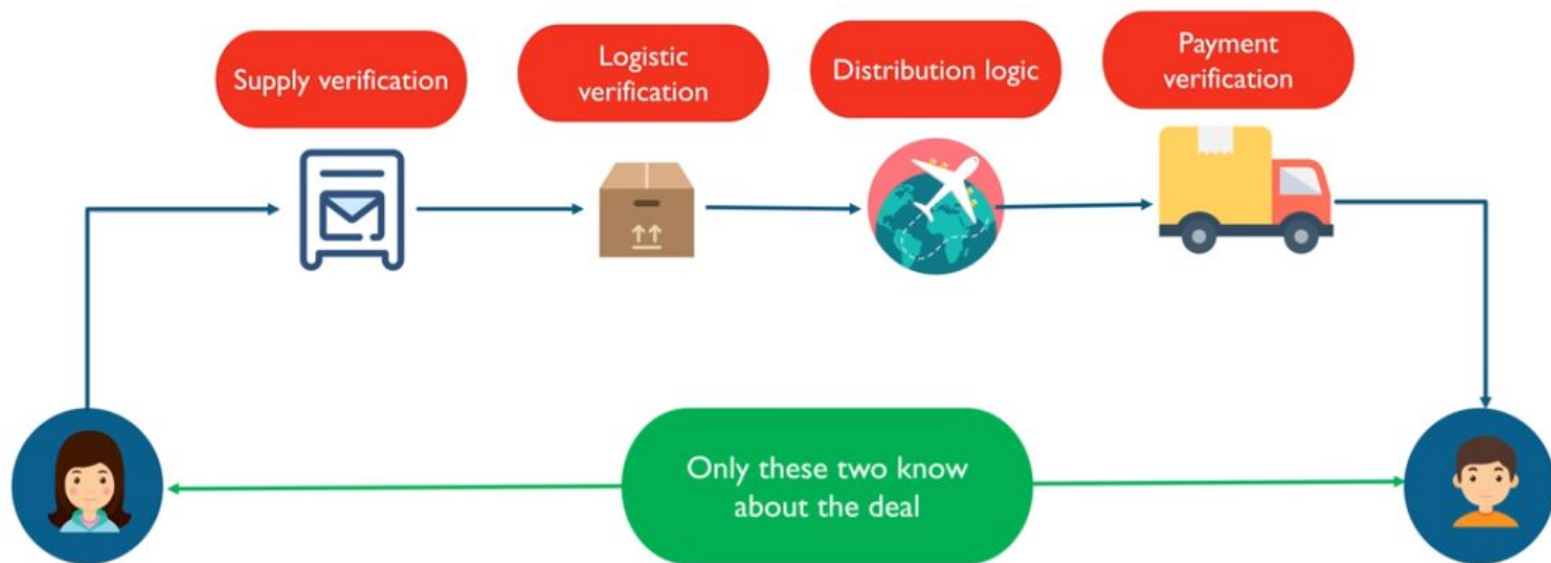 Supply verification
Logistic
verification
Distribution logic
Payment
verification
Only these two know
about the deal